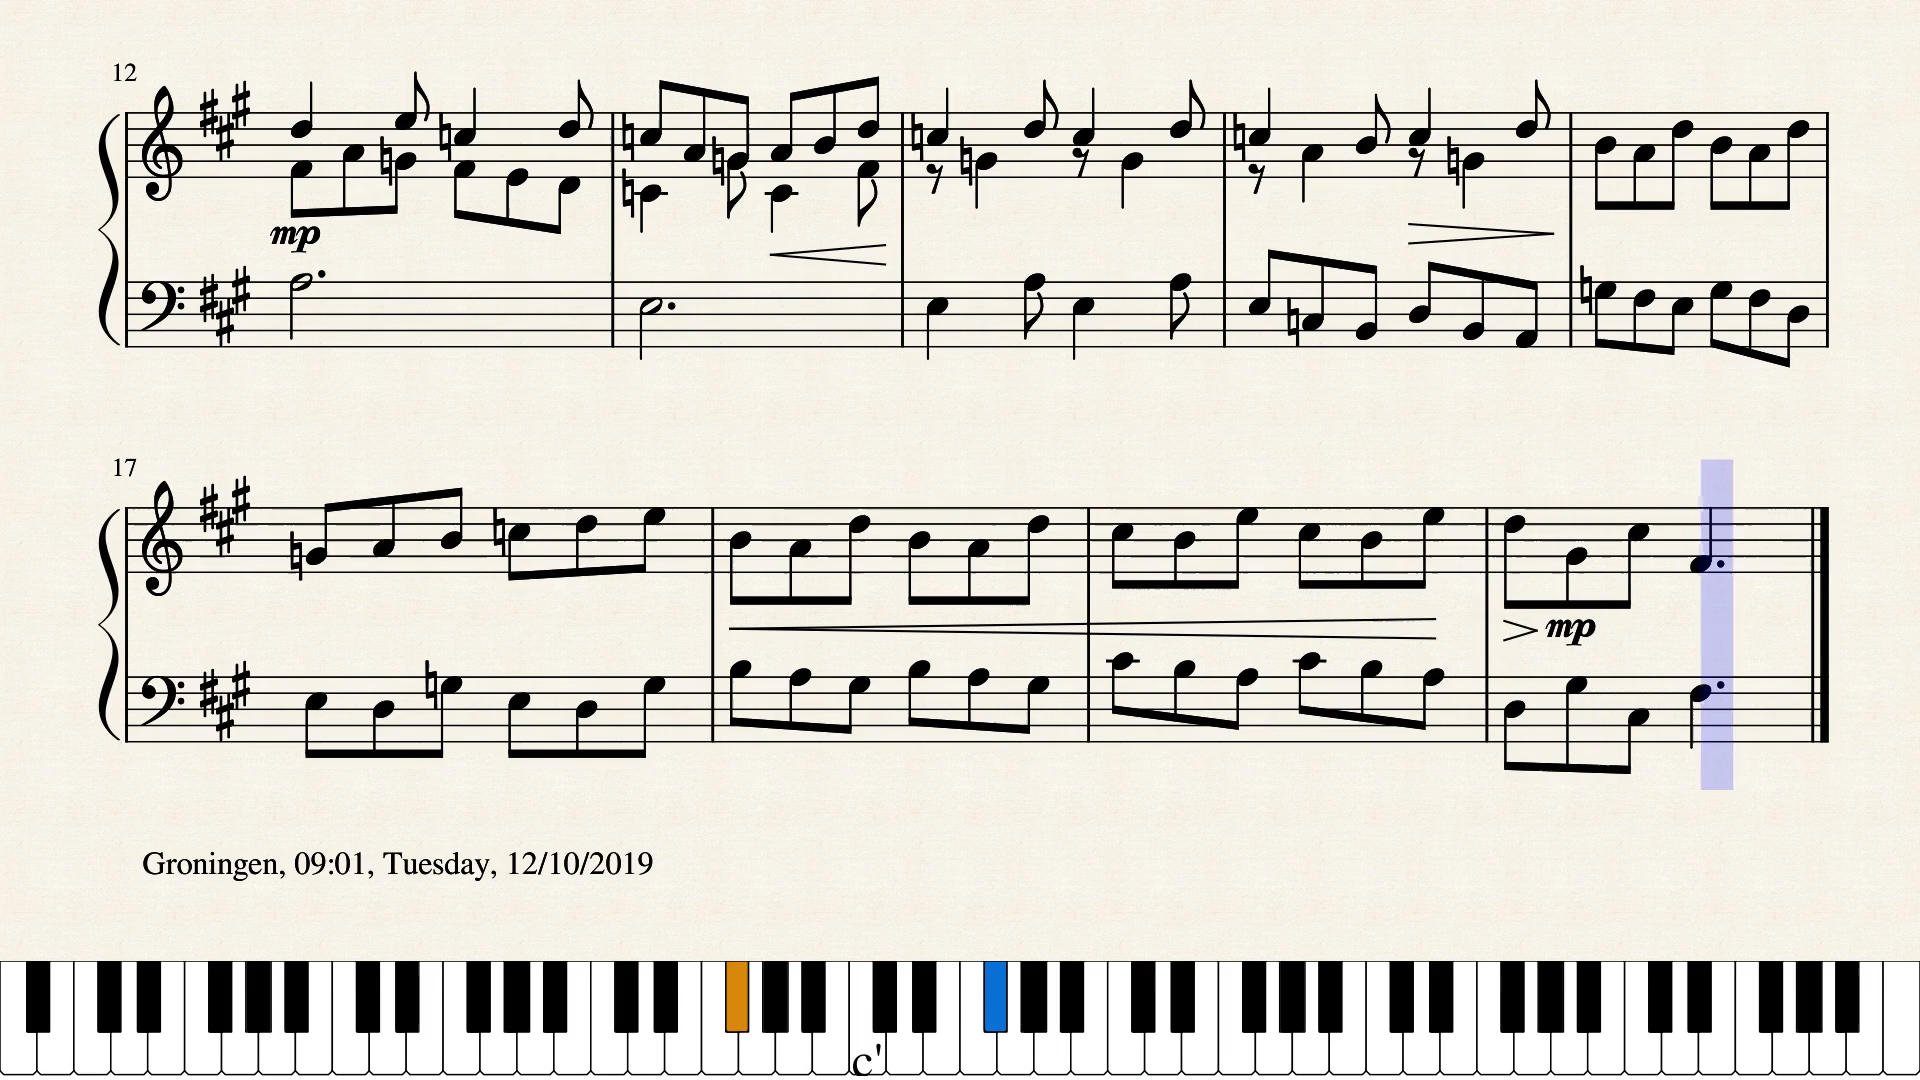 12
mp
17
mp
Groningen, 09:01, Tuesday, 12/10/2019
c'